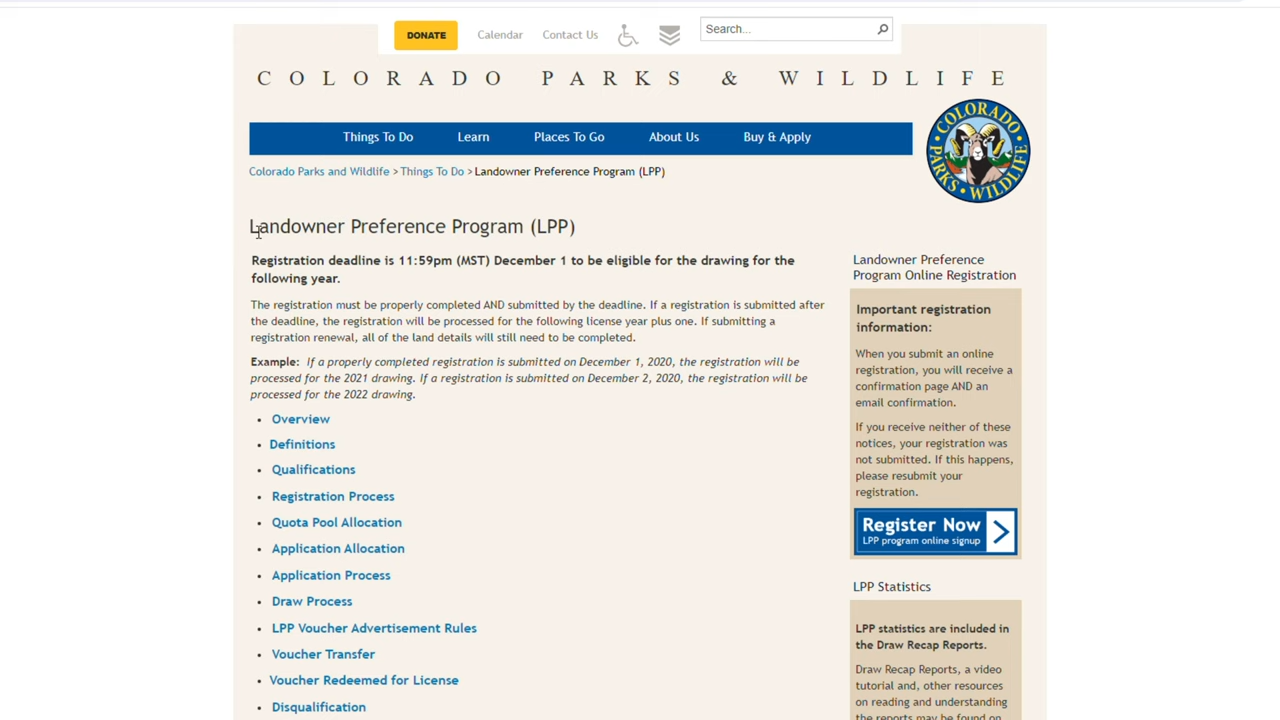 DONATE Calendar Contact Us Search...
COLORADO PARKS & WILDLIFE
Things To Do Learn Places To Go About Us Buy & Apply
COLORADO
PARKS & WILDLIFE
Colorado Parks and Wildlife > Things To Do > Landowner Preference Program (LPP)
Landowner Preference Program (LPP)
Registration deadline is 11:59pm (MST) December 1 to be eligible for the drawing for the
following year.
The registration must be properly completed AND submitted by the deadline. If a registration is submitted after
the deadline, the registration will be processed for the following license year plus one. If submitting a
registration renewal, all of the land details will still need to be completed.
Example: If a properly completed registration is submitted on December 1, 2020, the registration will be
processed for the 2021 drawing. If a registration is submitted on December 2, 2020, the registration will be
processed for the 2022 drawing.
• Overview
• Definitions
• Qualifications
• Registration Process
• Quota Pool Allocation
• Application Allocation
• Application Process
• Draw Process
• LPP Voucher Advertisement Rules
• Voucher Transfer
• Voucher Redeemed for License
• Disqualification
Landowner Preference
Program Online Registration
Important registration
information:
When you submit an online
registration, you will receive a
confirmation page AND an
email confirmation.
If you receive neither of these
notices, your registration was
not submitted. If this happens,
please resubmit your
registration.
Register Now
LPP program online signup
LPP Statistics
LPP statistics are included in
the Draw Recap Reports.
Draw Recap Reports, a video
tutorial and, other resources
on reading and understanding
the reports may be found on